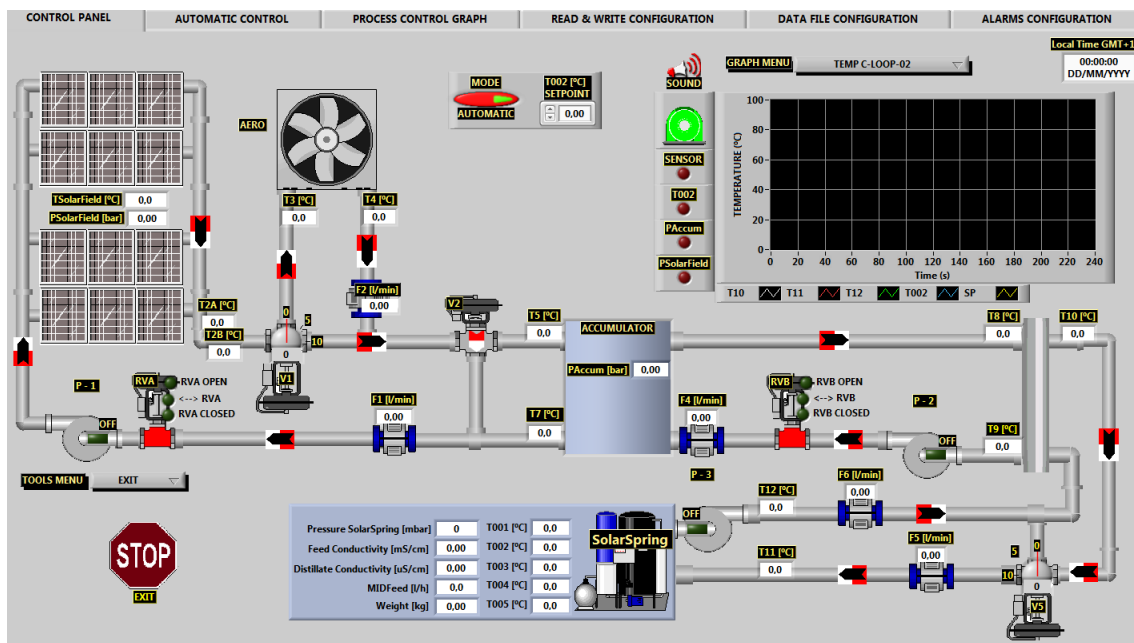 CONTROL PANEL
AUTOMATIC CONTROL
PROCESS CONTROL GRAPH
READ & WRITE CONFIGURATION
DATA FILE CONFIGURATION
ALARMS CONFIGURATION
Local Time GMT+1
00:00:00
DD/MM/YYYY
GRAPH MENU
TEMP C-LOOP-02
SOUND
MODE
AUTOMATIC
T002 [ºC]
SETPOINT
0,00
SENSOR
T002
PAccum
PSolarField
TEMPERATURE (ºC)
100
80
60
40
20
0
0 20 40 60 80 100 120 140 160 180 200 220 240
Time (s)
T10 T11 T12 T002 SP
AERO
TSolarField [ºC] 0,0
PSolarField [bar] 0,00
T3 [ºC]
0,0
T4 [ºC]
0,0
F2 [l/min]
0,00
T2A [ºC]
0,0
T2B [ºC]
0,0
0
5
10
0
V1
V2
T5 [ºC]
0,0
ACCUMULATOR
PAccum [bar] 0,00
T7 [ºC]
0,0
T8 [ºC]
0,0
T10 [ºC]
0,0
P - 1
OFF
RVA
RVA OPEN
<--> RVA
RVA CLOSED
F1 [l/min]
0,00
F4 [l/min]
0,00
RVB
RVB OPEN
<--> RVB
RVB CLOSED
P - 2
OFF
T9 [ºC]
0,0
TOOLS MENU
EXIT
STOP
EXIT
P - 3
OFF
T12 [ºC]
0,0
F6 [l/min]
0,00
T11 [ºC]
0,0
F5 [l/min]
0,00
5
0
10
0
V5
SolarSpring
Pressure SolarSpring [mbar] 0 T001 [ºC] 0,0
Feed Conductivity [mS/cm] 0,00 T002 [ºC] 0,0
Distillate Conductivity [uS/cm] 0,00 T003 [ºC] 0,0
MIDFeed [l/h] 0,0 T004 [ºC] 0,0
Weight [kg] 0,00 T005 [ºC] 0,0